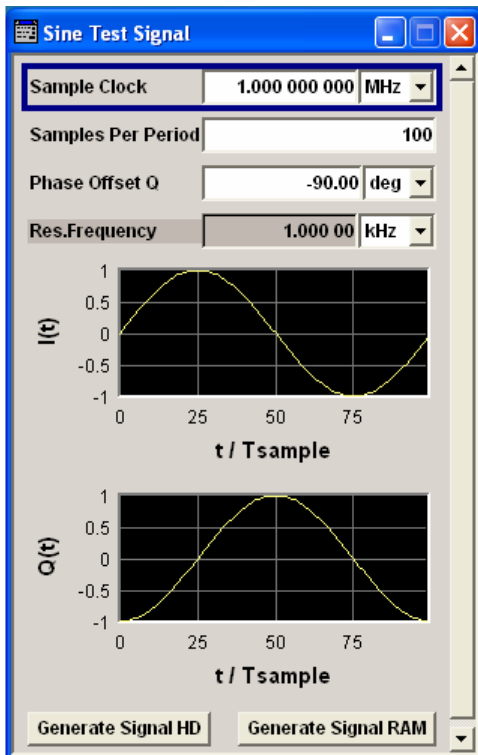 Sine Test Signal
Sample Clock 1.000 000 000 MHz
Samples Per Period 100
Phase Offset Q -90.00 deg
Res.Frequency 1.000 00 kHz
1
0.5
0
-0.5
-1
I(t)
0 25 50 75
t / Tsample
1
0.5
0
-0.5
-1
Q(t)
0 25 50 75
t / Tsample
Generate Signal HD Generate Signal RAM